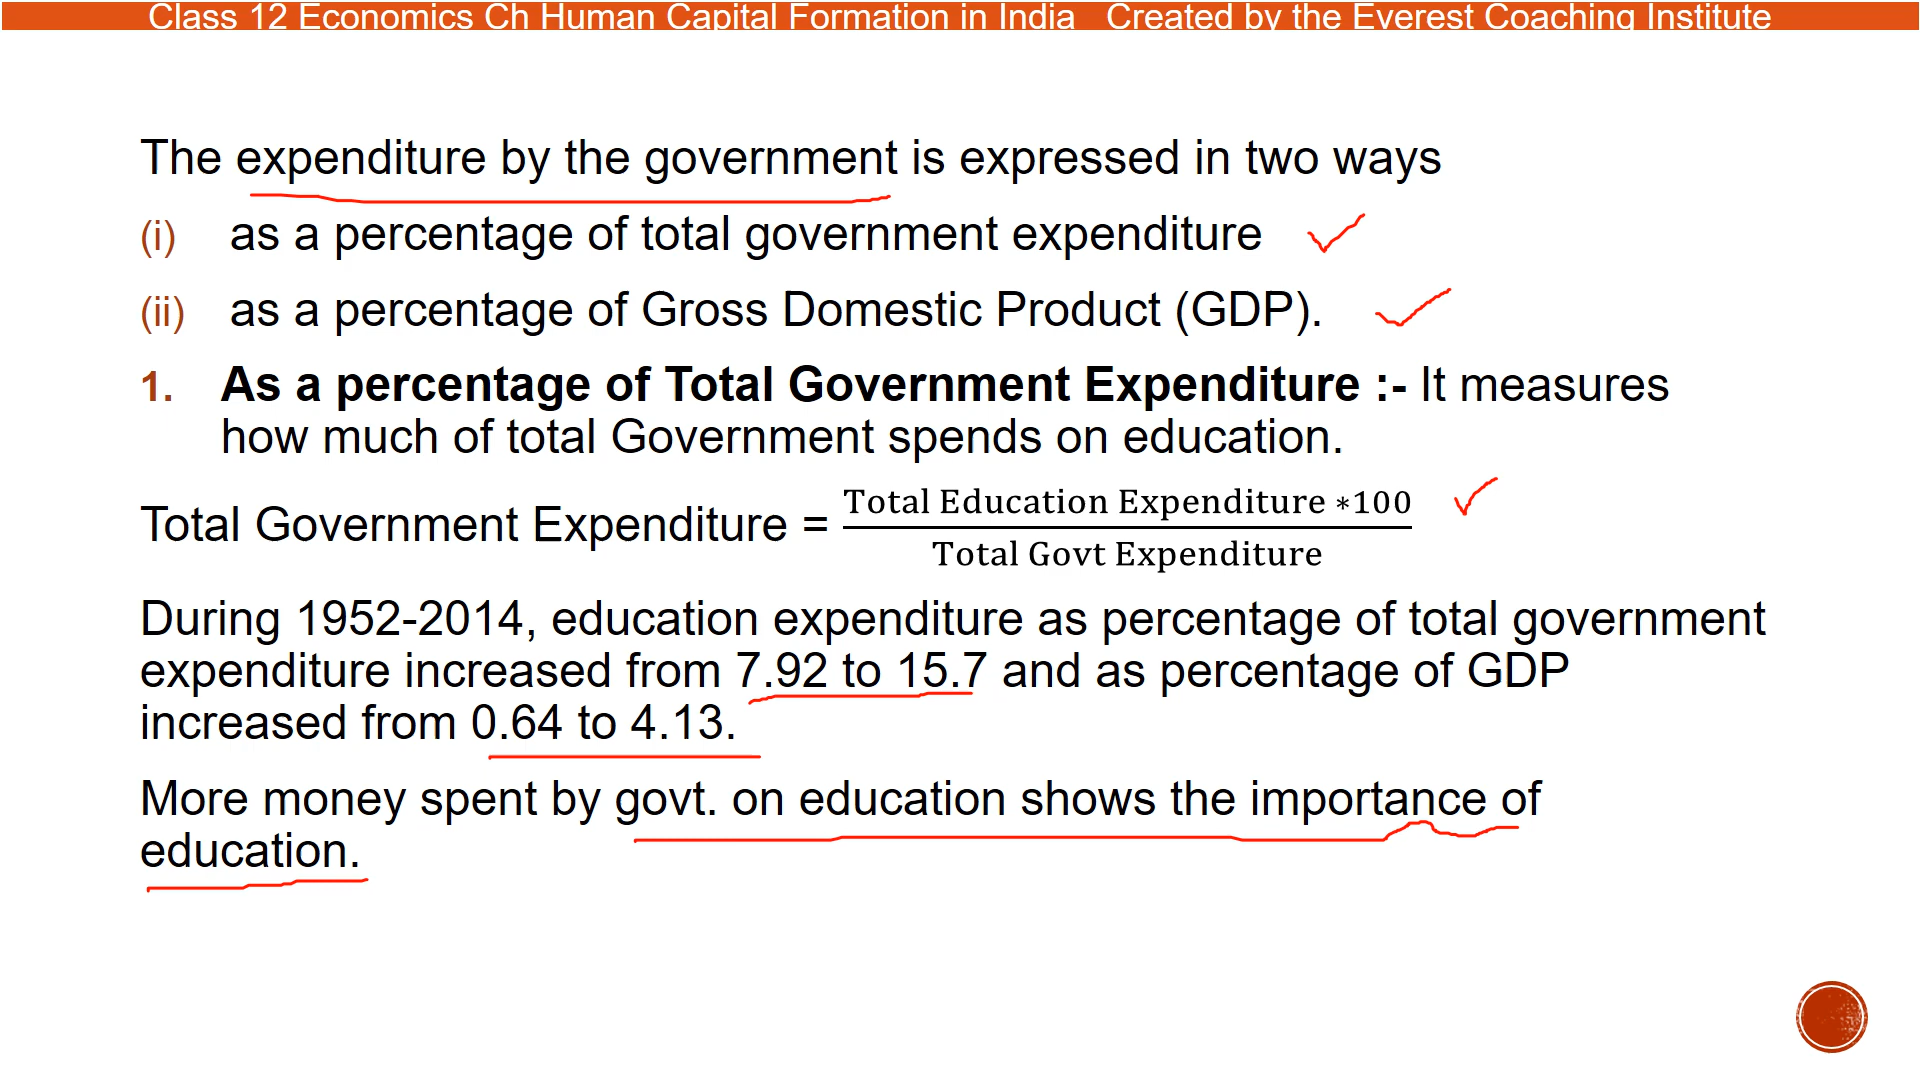 Class 12 Economics Ch Human Capital Formation in India   Created by the Everest Coaching Institute
The expenditure by the government is expressed in two ways
(i) as a percentage of total government expenditure
(ii) as a percentage of Gross Domestic Product (GDP).
1. As a percentage of Total Government Expenditure :- It measures
how much of total Government spends on education.
Total Government Expenditure = Total Education Expenditure *100
Total Govt Expenditure
During 1952-2014, education expenditure as percentage of total government
expenditure increased from 7.92 to 15.7 and as percentage of GDP
increased from 0.64 to 4.13.
More money spent by govt. on education shows the importance of
education.